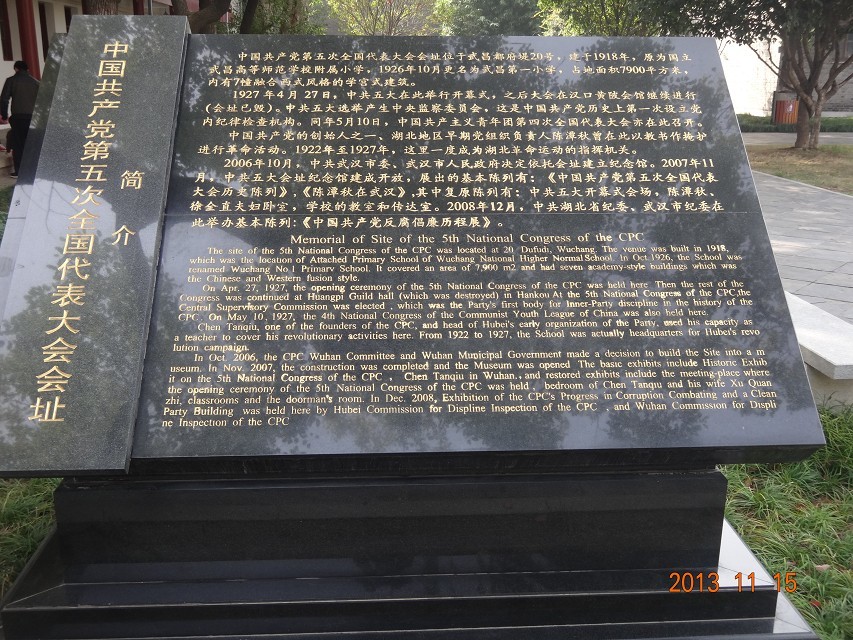 中国共产党第五次全国代表大会会址
简介
中国共产党第五次全国代表大会会址位于武昌都府堤20号，建于1918年，原为国立
武昌高等师范学校附属小学，1926年10月更名为武昌第一小学，占地面积7900平方米，
内有7幢融合西式风格的学宫式建筑。
1927年4月27日，中共五大在此举行开幕式，之后大会在汉口黄陂会馆继续进行
(会址已毁)。中共五大选举产生中央监察委员会，这是中国共产党历史上第一次设立党
内纪律检查机构。同年5月10日，中国共产主义青年团第四次全国代表大会亦在此召开。
中国共产党的创始人之一、湖北地区早期党组织负责人陈潭秋曾在此以教书作掩护
进行革命活动。1922年至1927年，这里一度成为湖北革命运动的指挥机关。
2006年10月，中共武汉市委、武汉市人民政府决定依托会址建立纪念馆。2007年11
月，中共五大会址纪念馆建成开放，展出的基本陈列有：《中国共产党第五次全国代表
大会历史陈列》，《陈潭秋在武汉》，其中复原陈列有：中共五大开幕式会场，陈潭秋、
徐全直夫妇卧室，学校的教室和传达室。2008年12月，中共湖北省纪委、武汉市纪委在
此举办基本陈列：《中国共产党反腐倡廉历程展》。
Memorial of Site of the 5th National Congress of the CPC
The site of the 5th National Congress of the CPC was located at 20 Dufudi, Wuchang. The venue was built in 1918,
which was the location of Attached Primary School of Wuchang National Higher Normal School. In Oct.1926, the School was
renamed Wuchang No.1 Primary School. It covered an area of 7,900 m2 and had seven academy-style buildings which was
the Chinese and Western fusion style.
On Apr. 27, 1927, the opening ceremony of the 5th National Congress of the CPC was held here. Then the rest of the
Congress was continued at Huangpi Guild hall (which was destroyed) in Hankou. At the 5th National Congress of the CPC,the
Central Supervisory Commission was elected , which was the Party's first body for Inner-Party discipline in the history of the
CPC. On May 10, 1927, the 4th National Congress of the Communist Youth League of China was also held here.
Chen Tanqiu, one of the founders of the CPC, and head of Hubei's early organization of the Party, used his capacity as
a teacher to cover his revolutionary activities here. From 1922 to 1927, the School was actually headquarters for Hubei's revo
lution campaign.
In Oct. 2006, the CPC Wuhan Committee and Wuhan Municipal Government made a decision to build the Site into a m
useum. In Nov. 2007, the construction was completed and the Museum was opened. The basic exhibits include Historic Exhib
it on the 5th National Congress of the CPC , Chen Tanqiu in Wuhan, and restored exhibits include the meeting-place where
the opening ceremony of the 5th National Congress of the CPC was held , bedroom of Chen Tanqu and his wife Xu Quan
zhi, classrooms and the doorman's room. In Dec. 2008, Exhibition of the CPC's Progress in Corruption Combating and a Clean
Party Building was held here by Hubei Commission for Displine Inspection of the CPC , and Wuhan Commission for Displi
ne Inspection of the CPC
2013 11 15